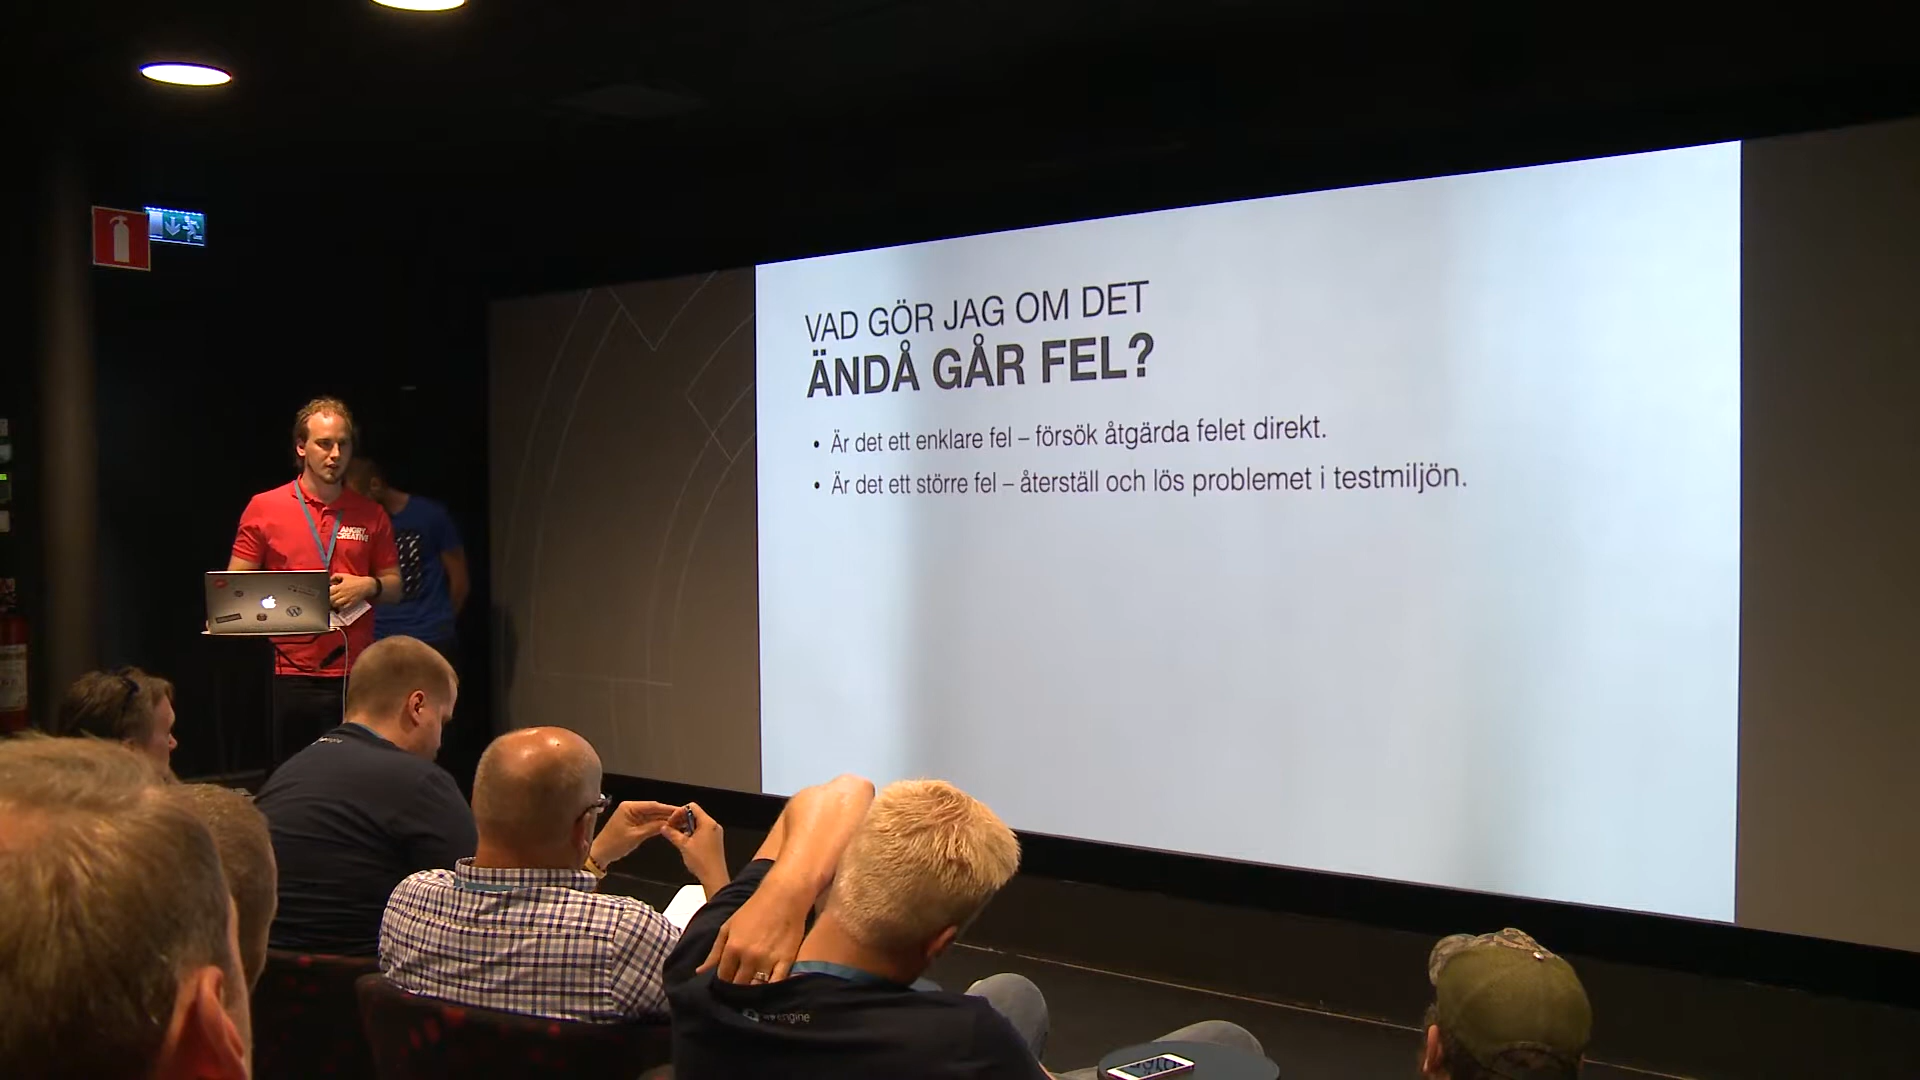 VAD GÖR JAG OM DET
ÄNDÅ GÅR FEL?
• Är det ett enklare fel – försök åtgärda felet direkt.
• Är det ett större fel – återställ och lös problemet i testmiljön.
ANGRY
CREATIVE
engine